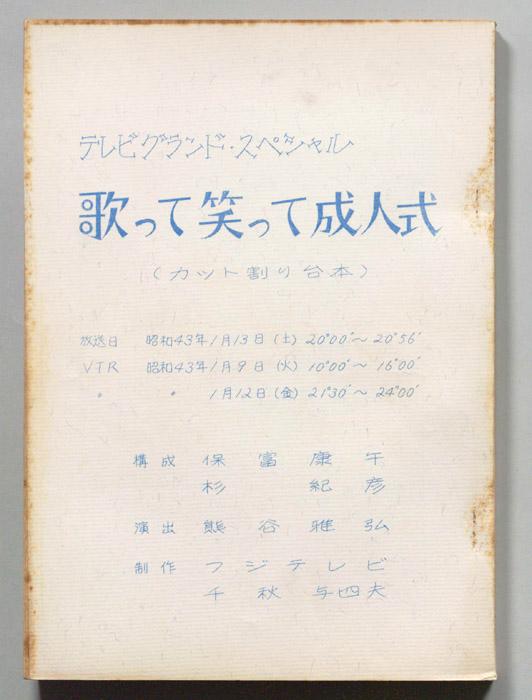 テレビグランド・スペシャル
歌って笑って成人式
(カット割り台本)
放送日 昭和43年1月13日(土) 20°00′〜20°56′
VTR 昭和43年1月9日(火) 10°00′〜16°00′
〃 〃 1月12日(金) 21°30′〜24°00′
構成 保富康午
杉紀彦
演出 熊谷雅弘
制作 フジテレビ
千秋与四夫